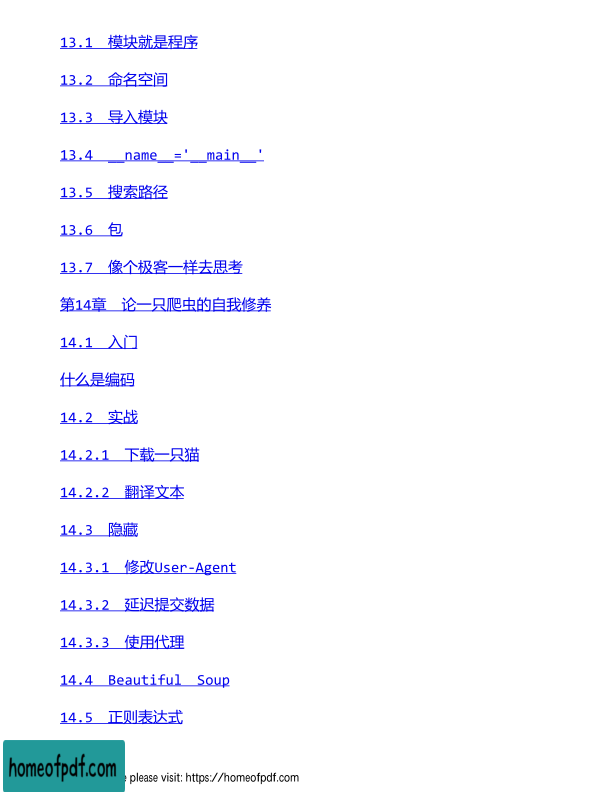 13.1 模块就是程序
13.2 命名空间
13.3 导入模块
13.4 __name__='__main__'
13.5 搜索路径
13.6 包
13.7 像个极客一样去思考
第14章 论一只爬虫的自我修养
14.1 入门
什么是编码
14.2 实战
14.2.1 下载一只猫
14.2.2 翻译文本
14.3 隐藏
14.3.1 修改User-Agent
14.3.2 延迟提交数据
14.3.3 使用代理
14.4 Beautiful Soup
14.5 正则表达式
homeofpdf.com
please visit: https://homeofpdf.com